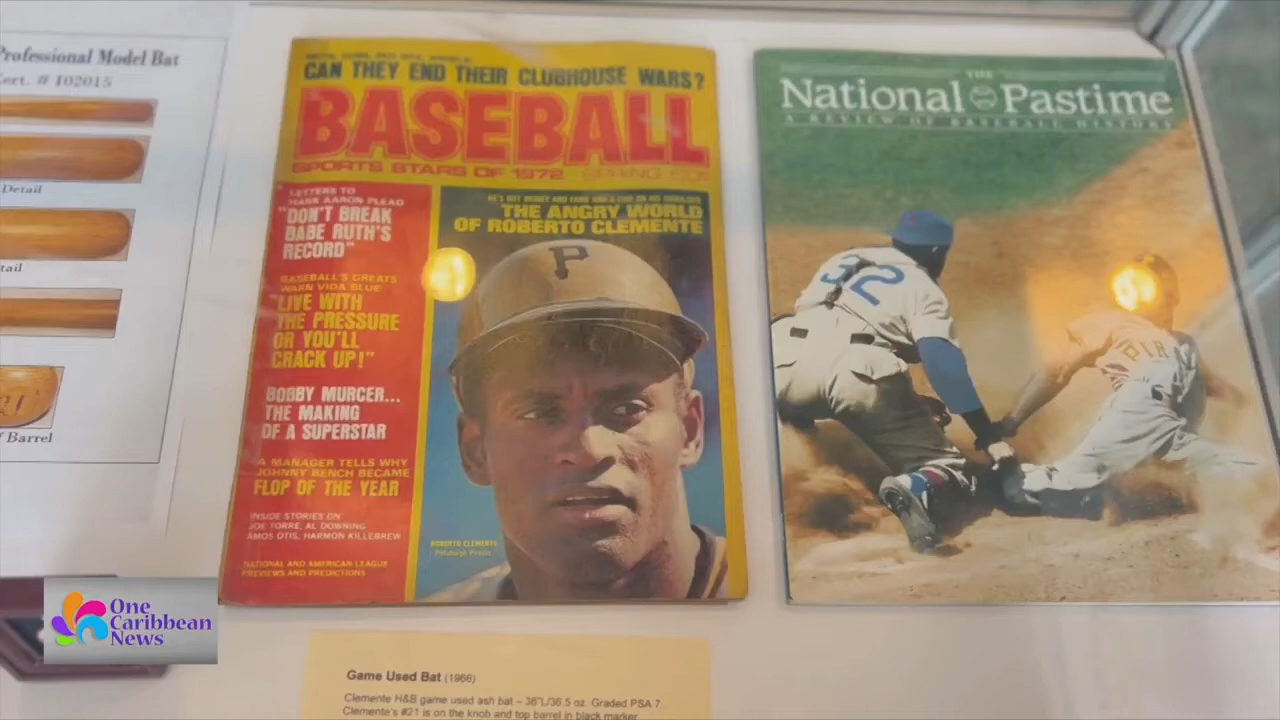 Professional Model Bat
Cert. # 102015
Detail
Detail
Barrel
CAN THEY END THEIR CLUBHOUSE WARS?
BASEBALL
SPORTS STARS OF 1972 SPRING
LETTERS TO
HANK AARON PLEAD
"DON'T BREAK
BABE RUTH'S
RECORD"
BASEBALL'S GREATS
WARN VIDA BLUE
"LIVE WITH
THE PRESSURE
OR YOU'LL
CRACK UP!"
BOBBY MURCER...
THE MAKING
OF A SUPERSTAR
A MANAGER TELLS WHY
JOHNNY BENCH BECAME
FLOP OF THE YEAR
INSIDE STORIES ON
JOE TORRE, AL DOWNING
AMOS OTIS, HARMON KILLEBREW
NATIONAL AND AMERICAN LEAGUE
PREVIEWS AND PREDICTIONS
THE ANGRY WORLD
OF ROBERTO CLEMENTE
P
ROBERTO CLEMENTE
Pittsburgh Pirates
THE
National Pastime
A REVIEW OF BASEBALL HISTORY
32
PIR
One
Caribbean
News
Game Used Bat (1966)
Clemente H&B game used ash bat – 36"L/36.5 oz. Graded PSA 7
Clemente's #21 is on the knob and top barrel in black marker